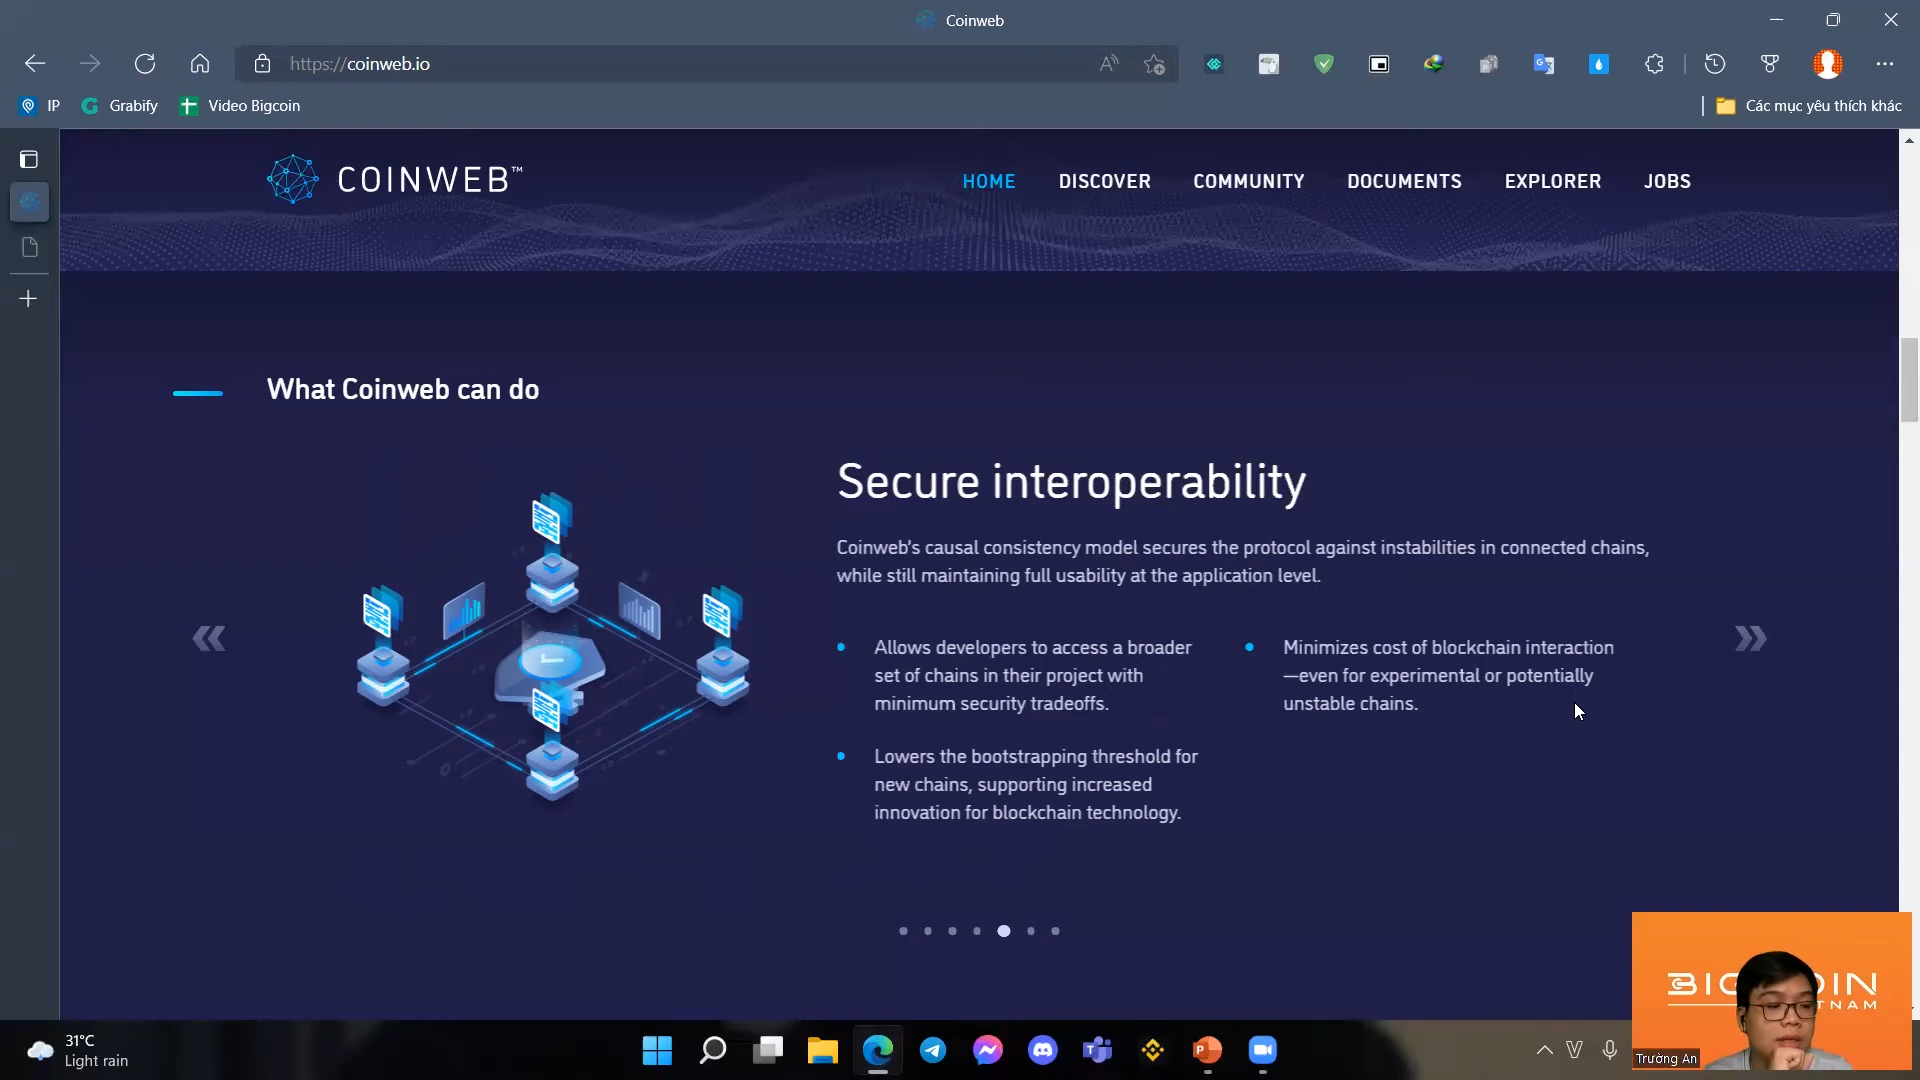 Coinweb
https://coinweb.io
IP
Grabify
Video Bigcoin
Các mục yêu thích khác
COINWEB™
HOME
DISCOVER
COMMUNITY
DOCUMENTS
EXPLORER
JOBS
What Coinweb can do
Secure interoperability
Coinweb's causal consistency model secures the protocol against instabilities in connected chains,
while still maintaining full usability at the application level.
Allows developers to access a broader
set of chains in their project with
minimum security tradeoffs.
Lowers the bootstrapping threshold for
new chains, supporting increased
innovation for blockchain technology.
Minimizes cost of blockchain interaction
—even for experimental or potentially
unstable chains.
31°C
Light rain
Trường An